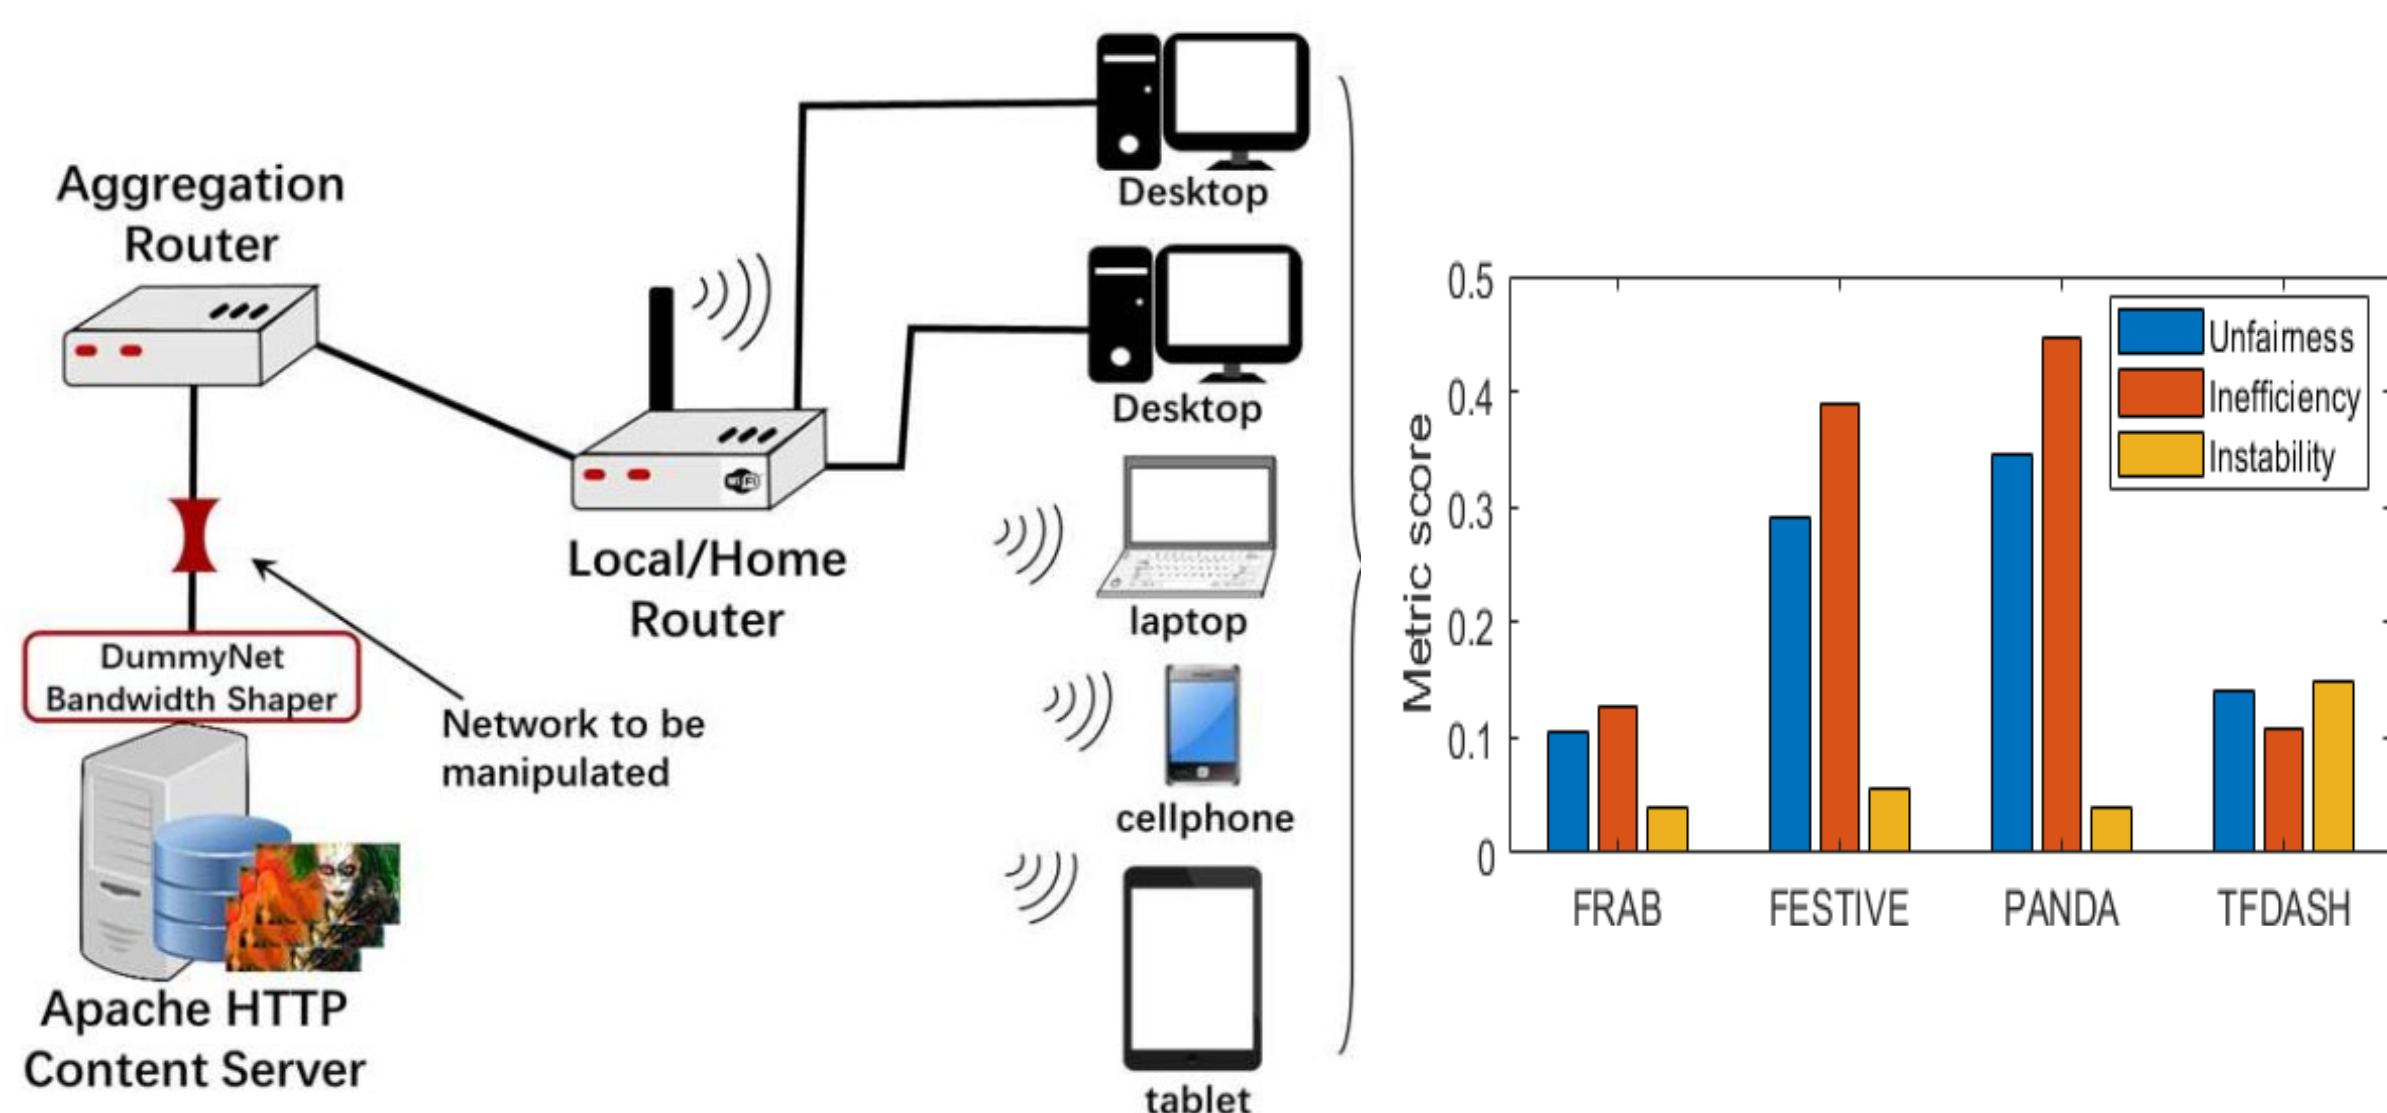 Aggregation
Router
DummyNet
Bandwidth Shaper
Network to be
manipulated
Apache HTTP
Content Server
WiFi
Local/Home
Router
Desktop
Desktop
laptop
cellphone
tablet
Metric score
0.5
0.4
0.3
0.2
0.1
0
Unfairness
Inefficiency
Instability
FRAB
FESTIVE
PANDA
TFDASH